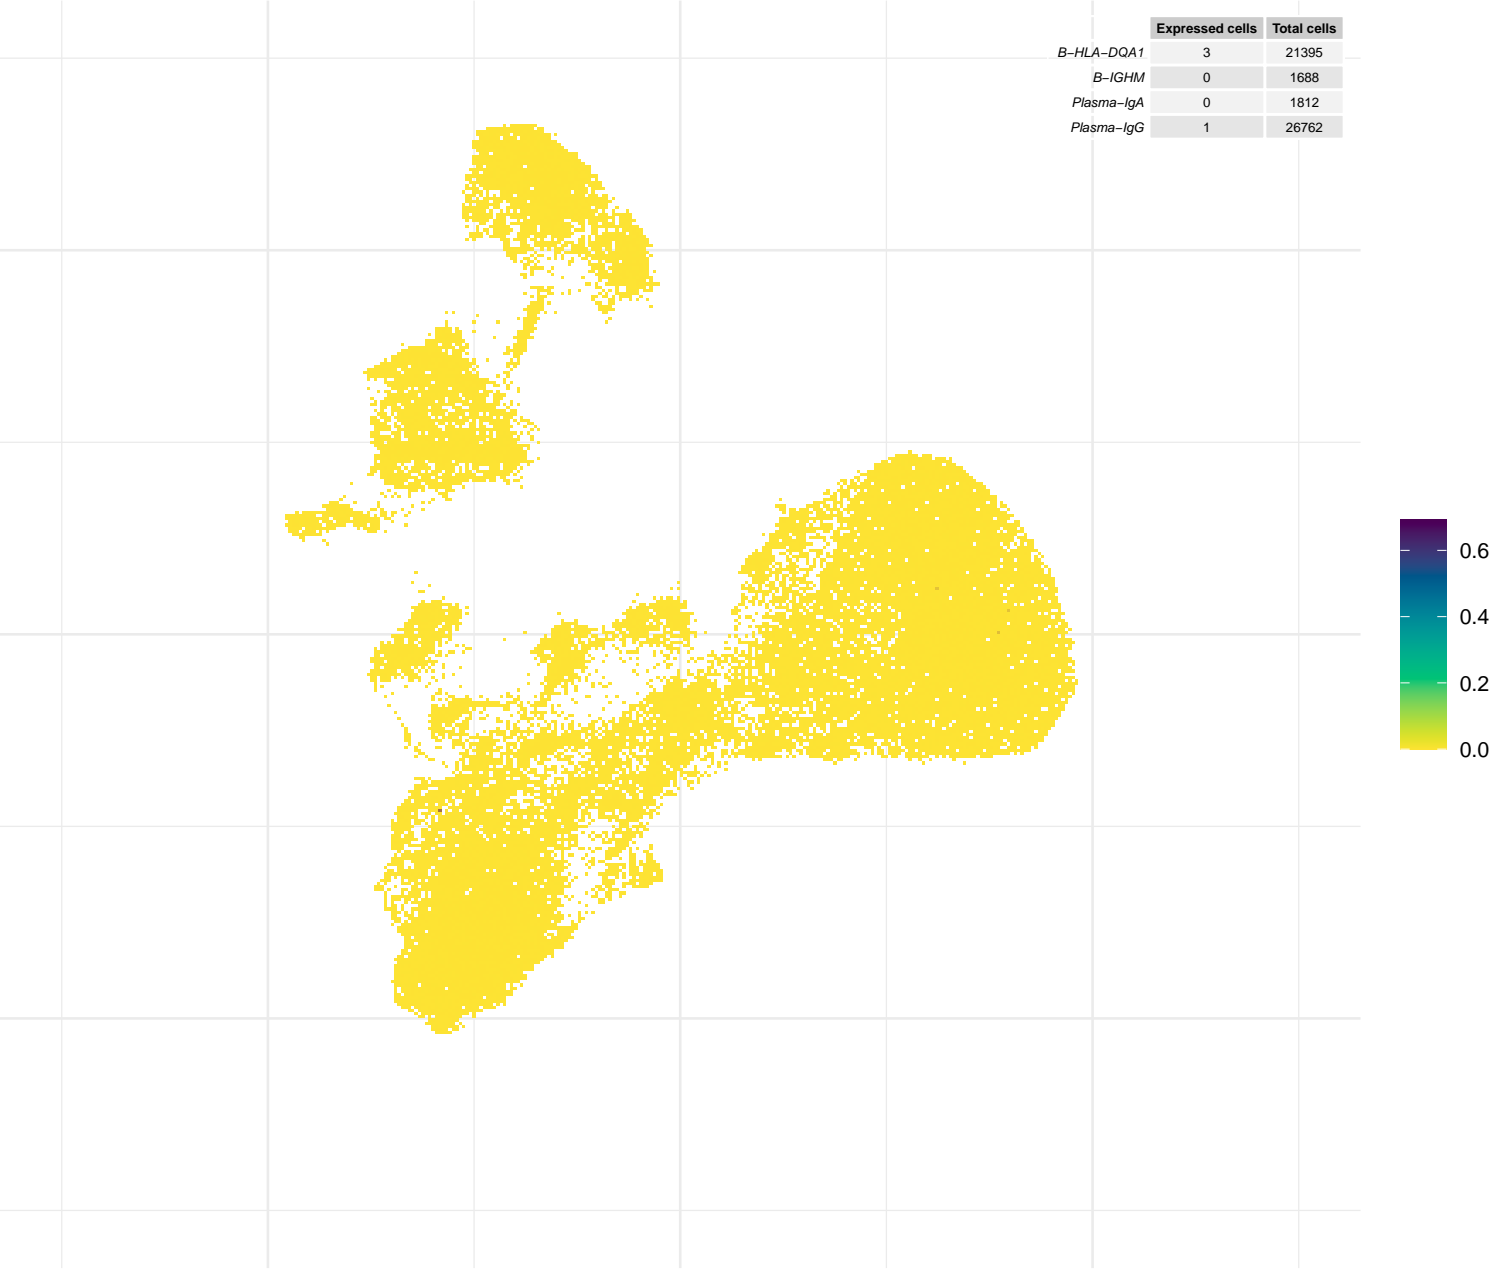 Expressed cells Total cells
B−HLA−DQA1 3 21395
B−IGHM 0 1688
Plasma−IgA 0 1812
Plasma−IgG 1 26762
0.6
0.4
0.2
0.0